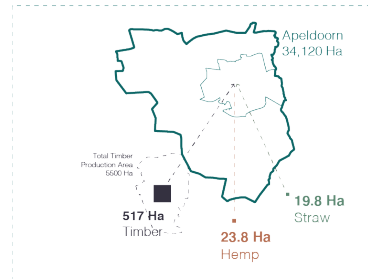 Apeldoorn
34,120 Ha
Total Timber
Production Area
5500 Ha
517 Ha
Timber
19.8 Ha
Straw
23.8 Ha
Hemp